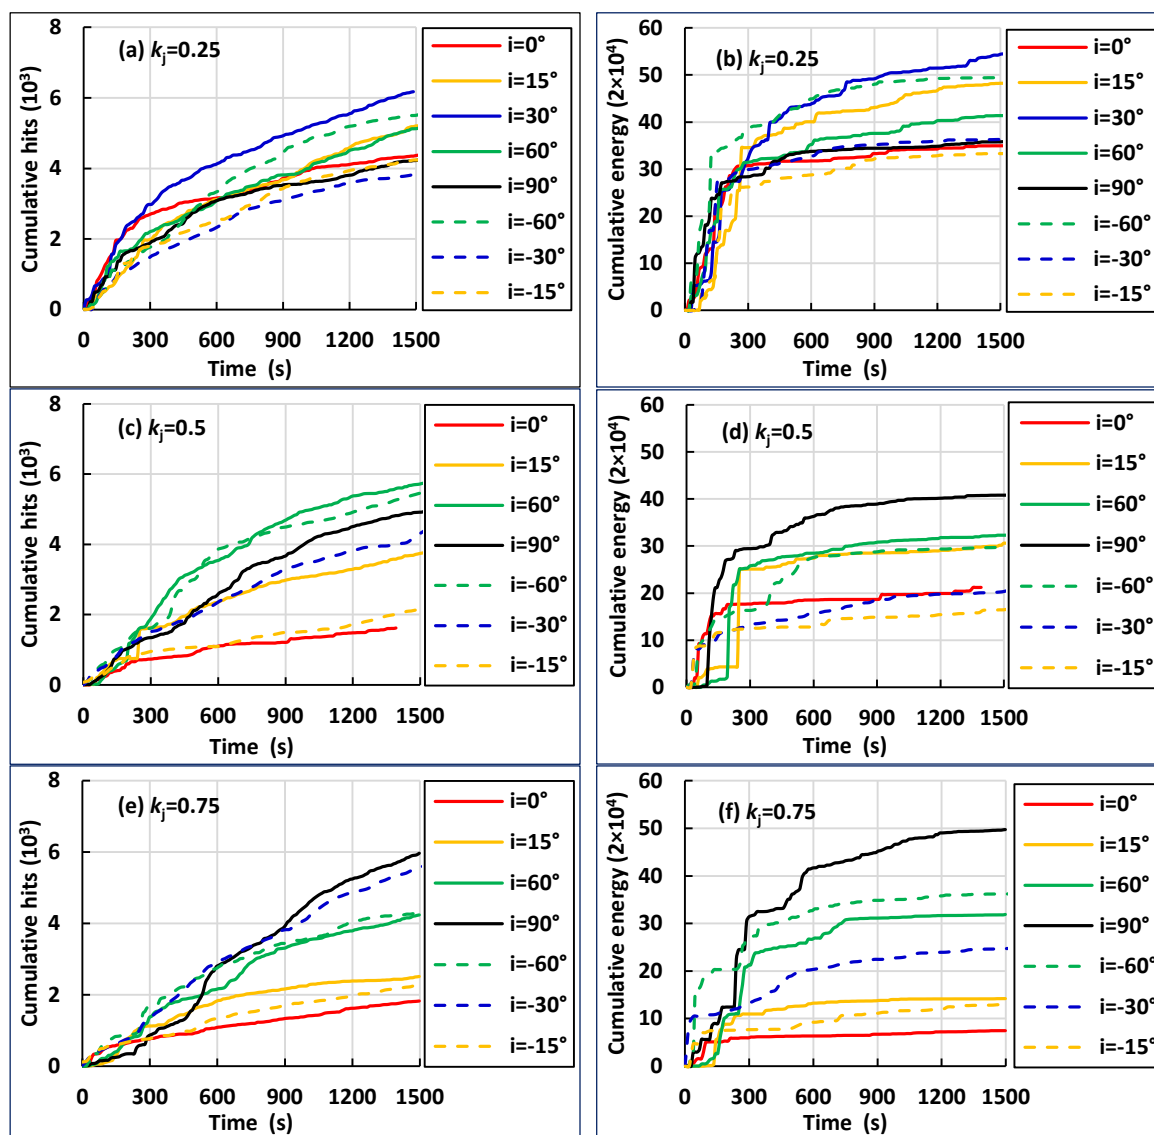 (a) kj=0.25
Cumulative hits (10³)
8
6
4
2
0
0 300 600 900 1200 1500
Time (s)
i=0°
i=15°
i=30°
i=60°
i=90°
i=-60°
i=-30°
i=-15°
(b) kj=0.25
Cumulative energy (2×10⁴)
60
50
40
30
20
10
0
0 300 600 900 1200 1500
Time (s)
i=0°
i=15°
i=30°
i=60°
i=90°
i=-60°
i=-30°
i=-15°
(c) kj=0.5
Cumulative hits (10³)
8
6
4
2
0
0 300 600 900 1200 1500
Time (s)
i=0°
i=15°
i=60°
i=90°
i=-60°
i=-30°
i=-15°
(d) kj=0.5
Cumulative energy (2×10⁴)
60
50
40
30
20
10
0
0 300 600 900 1200 1500
Time (s)
i=0°
i=15°
i=60°
i=90°
i=-60°
i=-30°
i=-15°
(e) kj=0.75
Cumulative hits (10³)
8
6
4
2
0
0 300 600 900 1200 1500
Time (s)
i=0°
i=15°
i=60°
i=90°
i=-60°
i=-30°
i=-15°
(f) kj=0.75
Cumulative energy (2×10⁴)
60
50
40
30
20
10
0
0 300 600 900 1200 1500
Time (s)
i=0°
i=15°
i=60°
i=90°
i=-60°
i=-30°
i=-15°